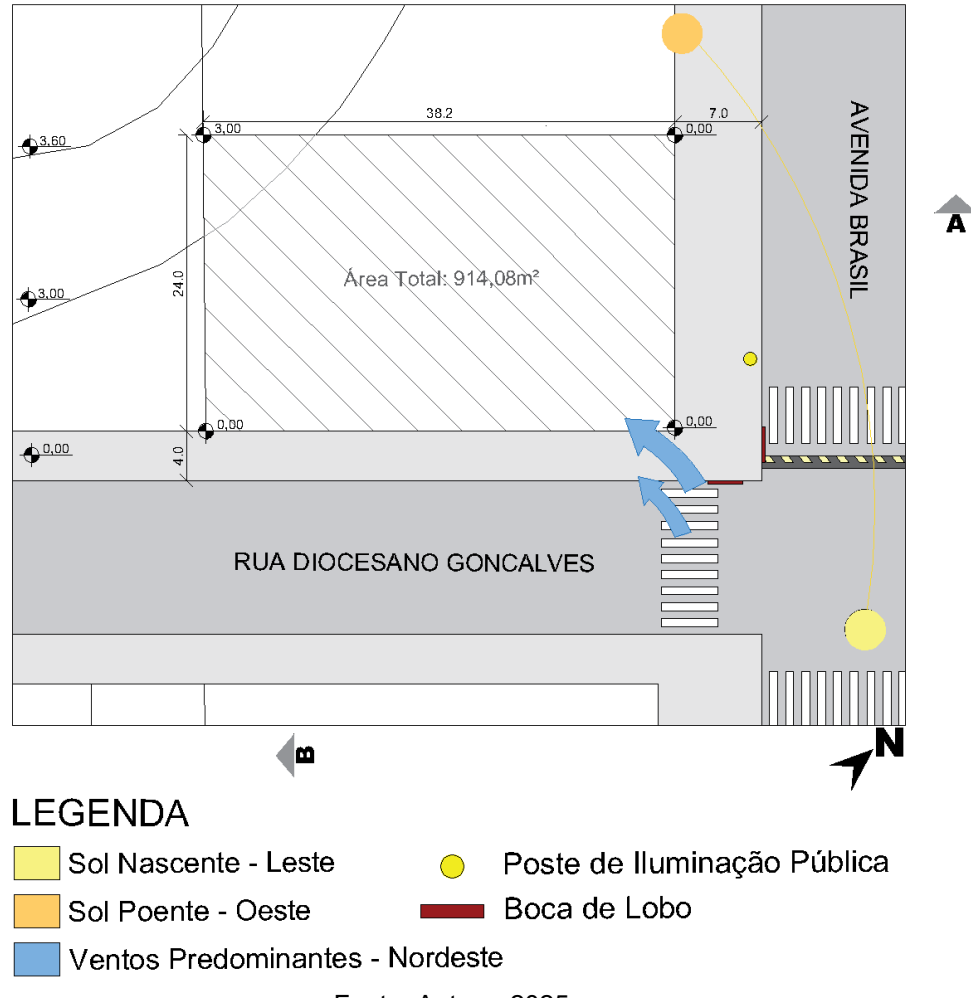 38.2
7.0
3,60
3,00
0,00
AVENIDA BRASIL
A
Área Total: 914,08m²
24.0
3,00
0,00
0,00
0,00
4.0
RUA DIOCESANO GONCALVES
B
N
LEGENDA
Sol Nascente - Leste
Poste de Iluminação Pública
Sol Poente - Oeste
Boca de Lobo
Ventos Predominantes - Nordeste